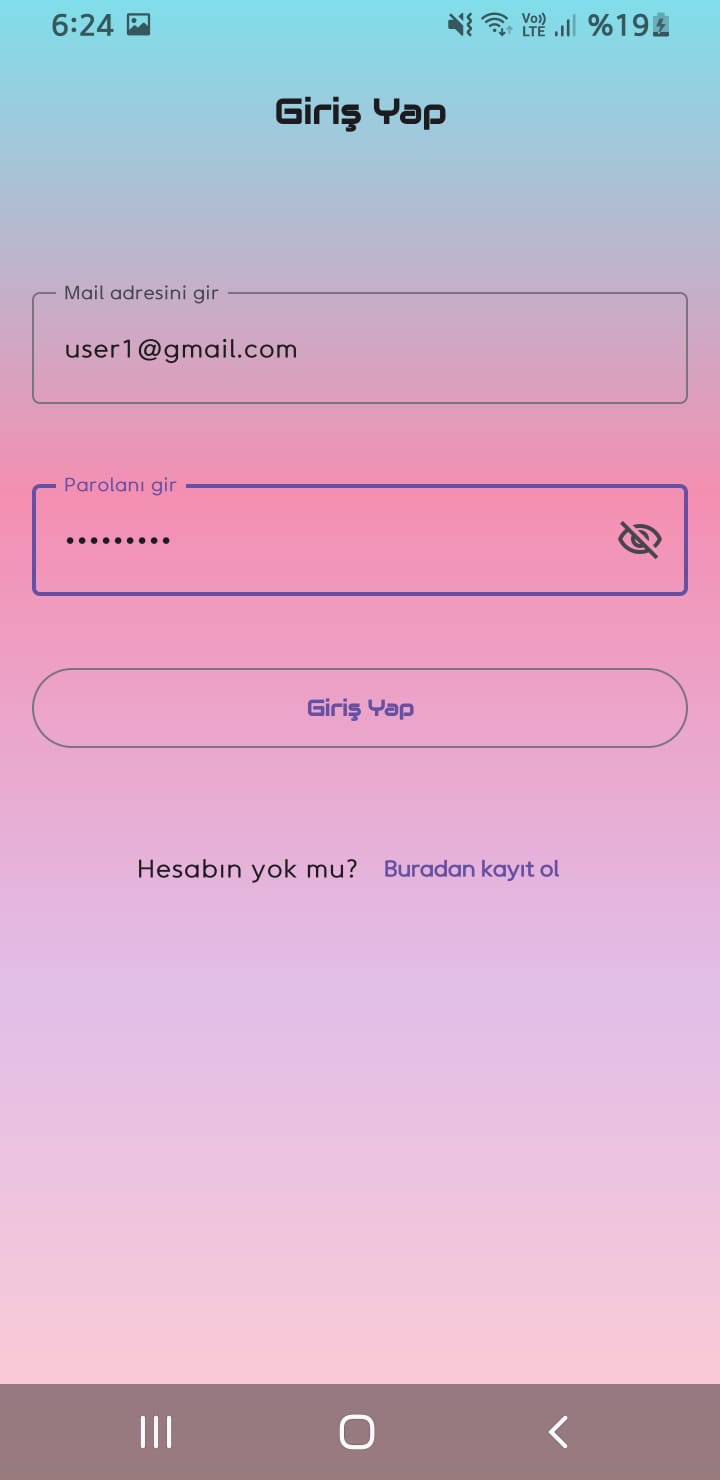 6:24 Vo)) LTE %19
Giriş Yap
Mail adresini gir
user1@gmail.com
Parolanı gir
•••••••••
Giriş Yap
Hesabın yok mu? Buradan kayıt ol